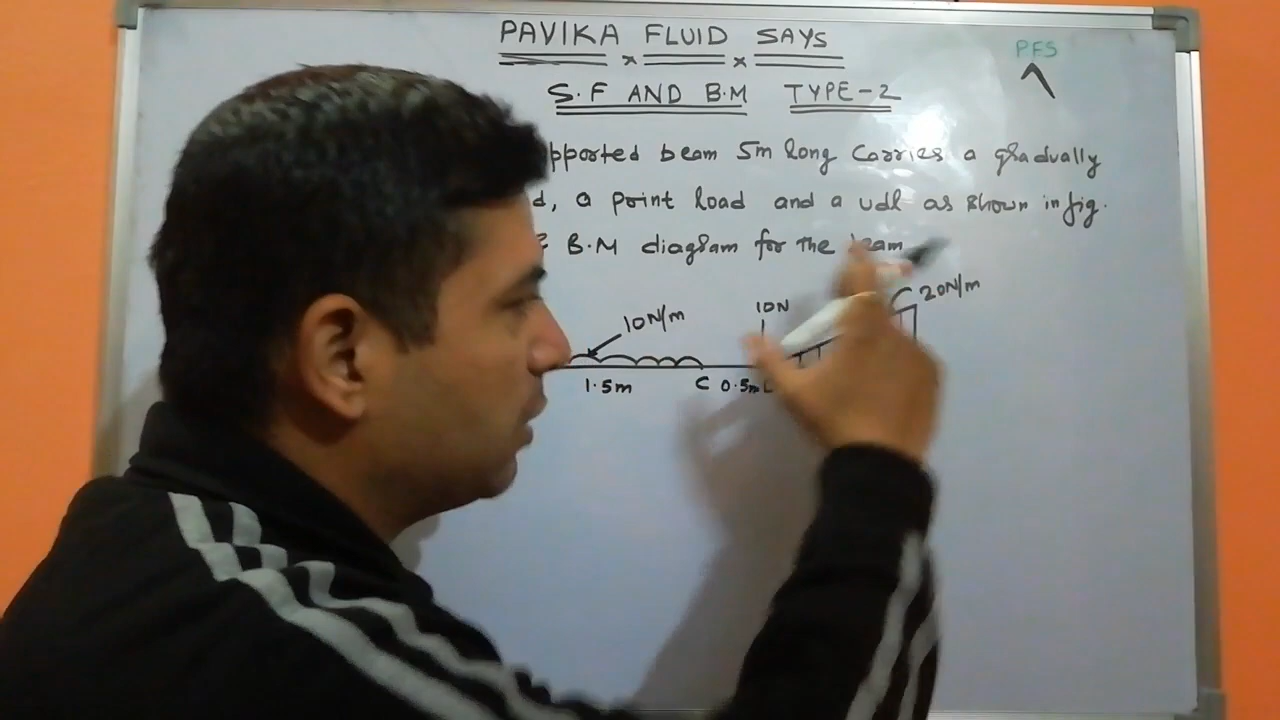 PAVIKA FLUID SAYS
PFS
S.F AND B.M TYPE-2
pported beam 5m long Carries a gradually
d, a point load and a udl as shown in fig.
B.M diagram for the beam
10N/m
10N
20N/m
1.5m C 0.5m